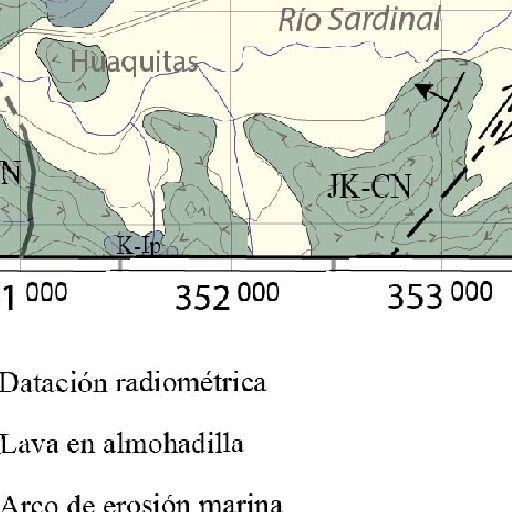 Río Sardinal
Huaquitas
N
JK-CN
K-Ip
1 000
352 000
353 000
Datación radiométrica
Lava en almohadilla
Arco de erosión marina